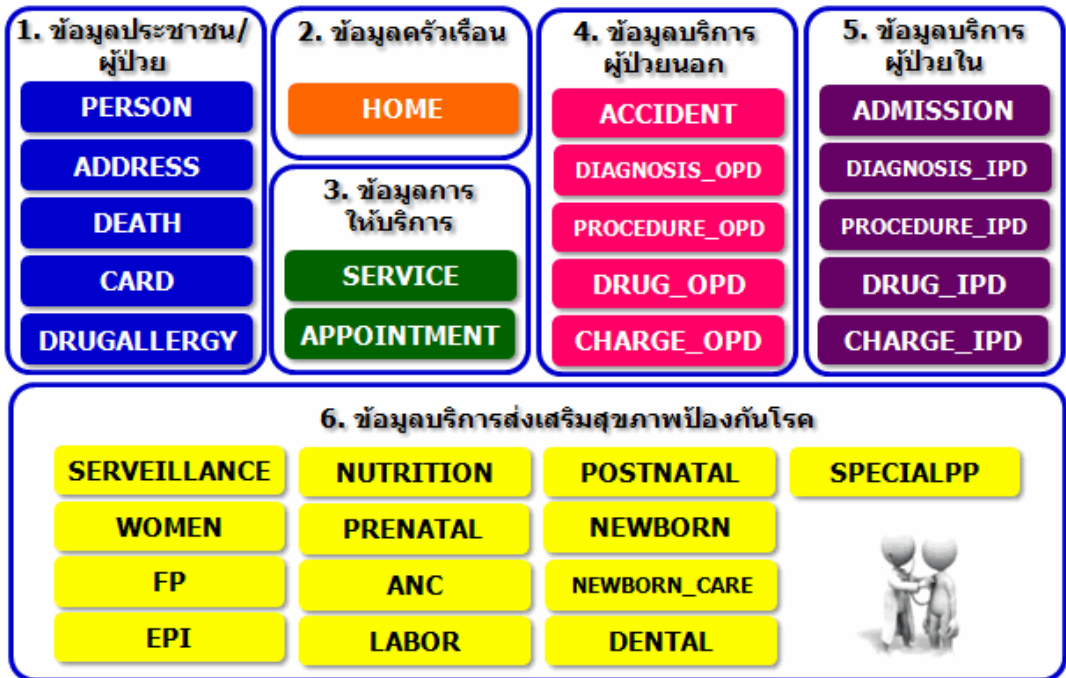 1. ข้อมูลประชาชน/
ผู้ป่วย
PERSON
ADDRESS
DEATH
CARD
DRUGALLERGY
2. ข้อมูลครัวเรือน
HOME
3. ข้อมูลการ
ให้บริการ
SERVICE
APPOINTMENT
4. ข้อมูลบริการ
ผู้ป่วยนอก
ACCIDENT
DIAGNOSIS_OPD
PROCEDURE_OPD
DRUG_OPD
CHARGE_OPD
5. ข้อมูลบริการ
ผู้ป่วยใน
ADMISSION
DIAGNOSIS_IPD
PROCEDURE_IPD
DRUG_IPD
CHARGE_IPD
6. ข้อมูลบริการส่งเสริมสุขภาพป้องกันโรค
SERVEILLANCE
WOMEN
FP
EPI
NUTRITION
PRENATAL
ANC
LABOR
POSTNATAL
NEWBORN
NEWBORN_CARE
DENTAL
SPECIALPP